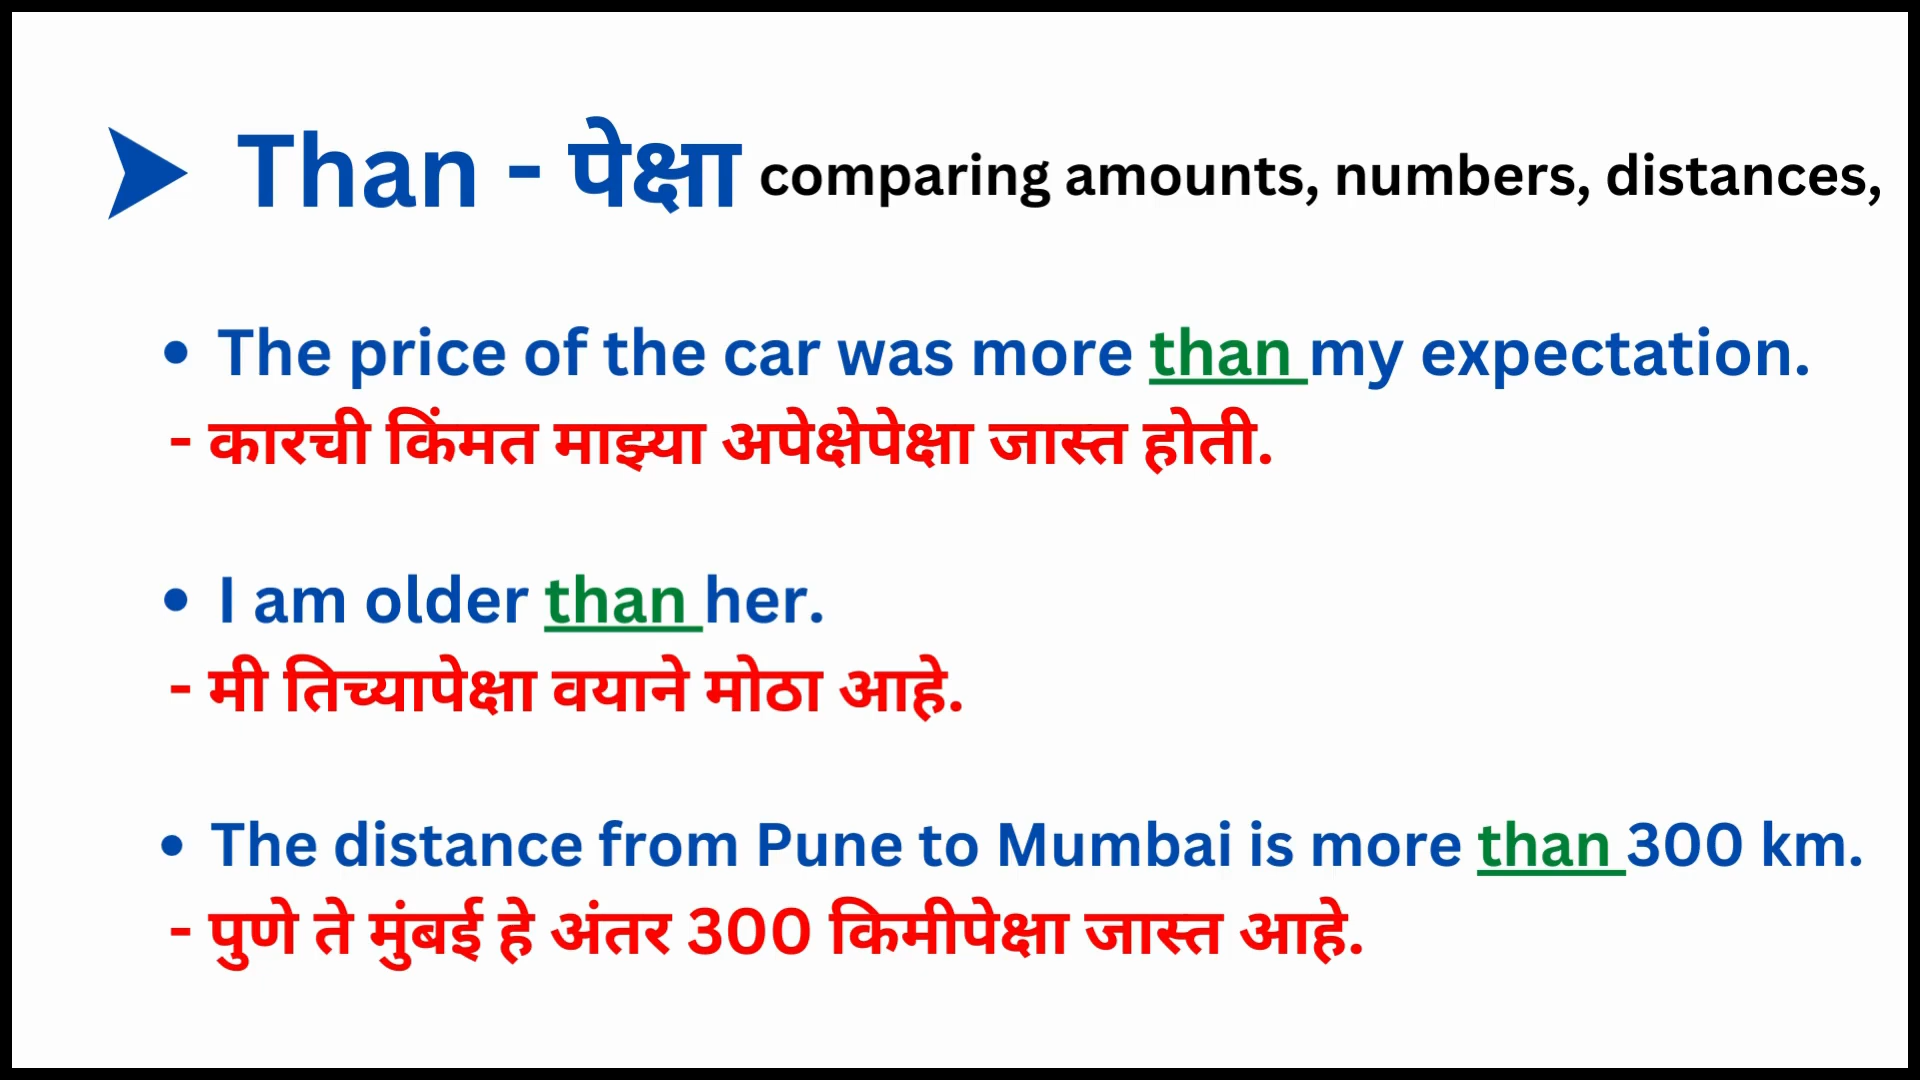 Than - पेक्षा comparing amounts, numbers, distances,
• The price of the car was more than my expectation.
- कारची किंमत माझ्या अपेक्षेपेक्षा जास्त होती.
• I am older than her.
- मी तिच्यापेक्षा वयाने मोठा आहे.
• The distance from Pune to Mumbai is more than 300 km.
- पुणे ते मुंबई हे अंतर 300 किमीपेक्षा जास्त आहे.